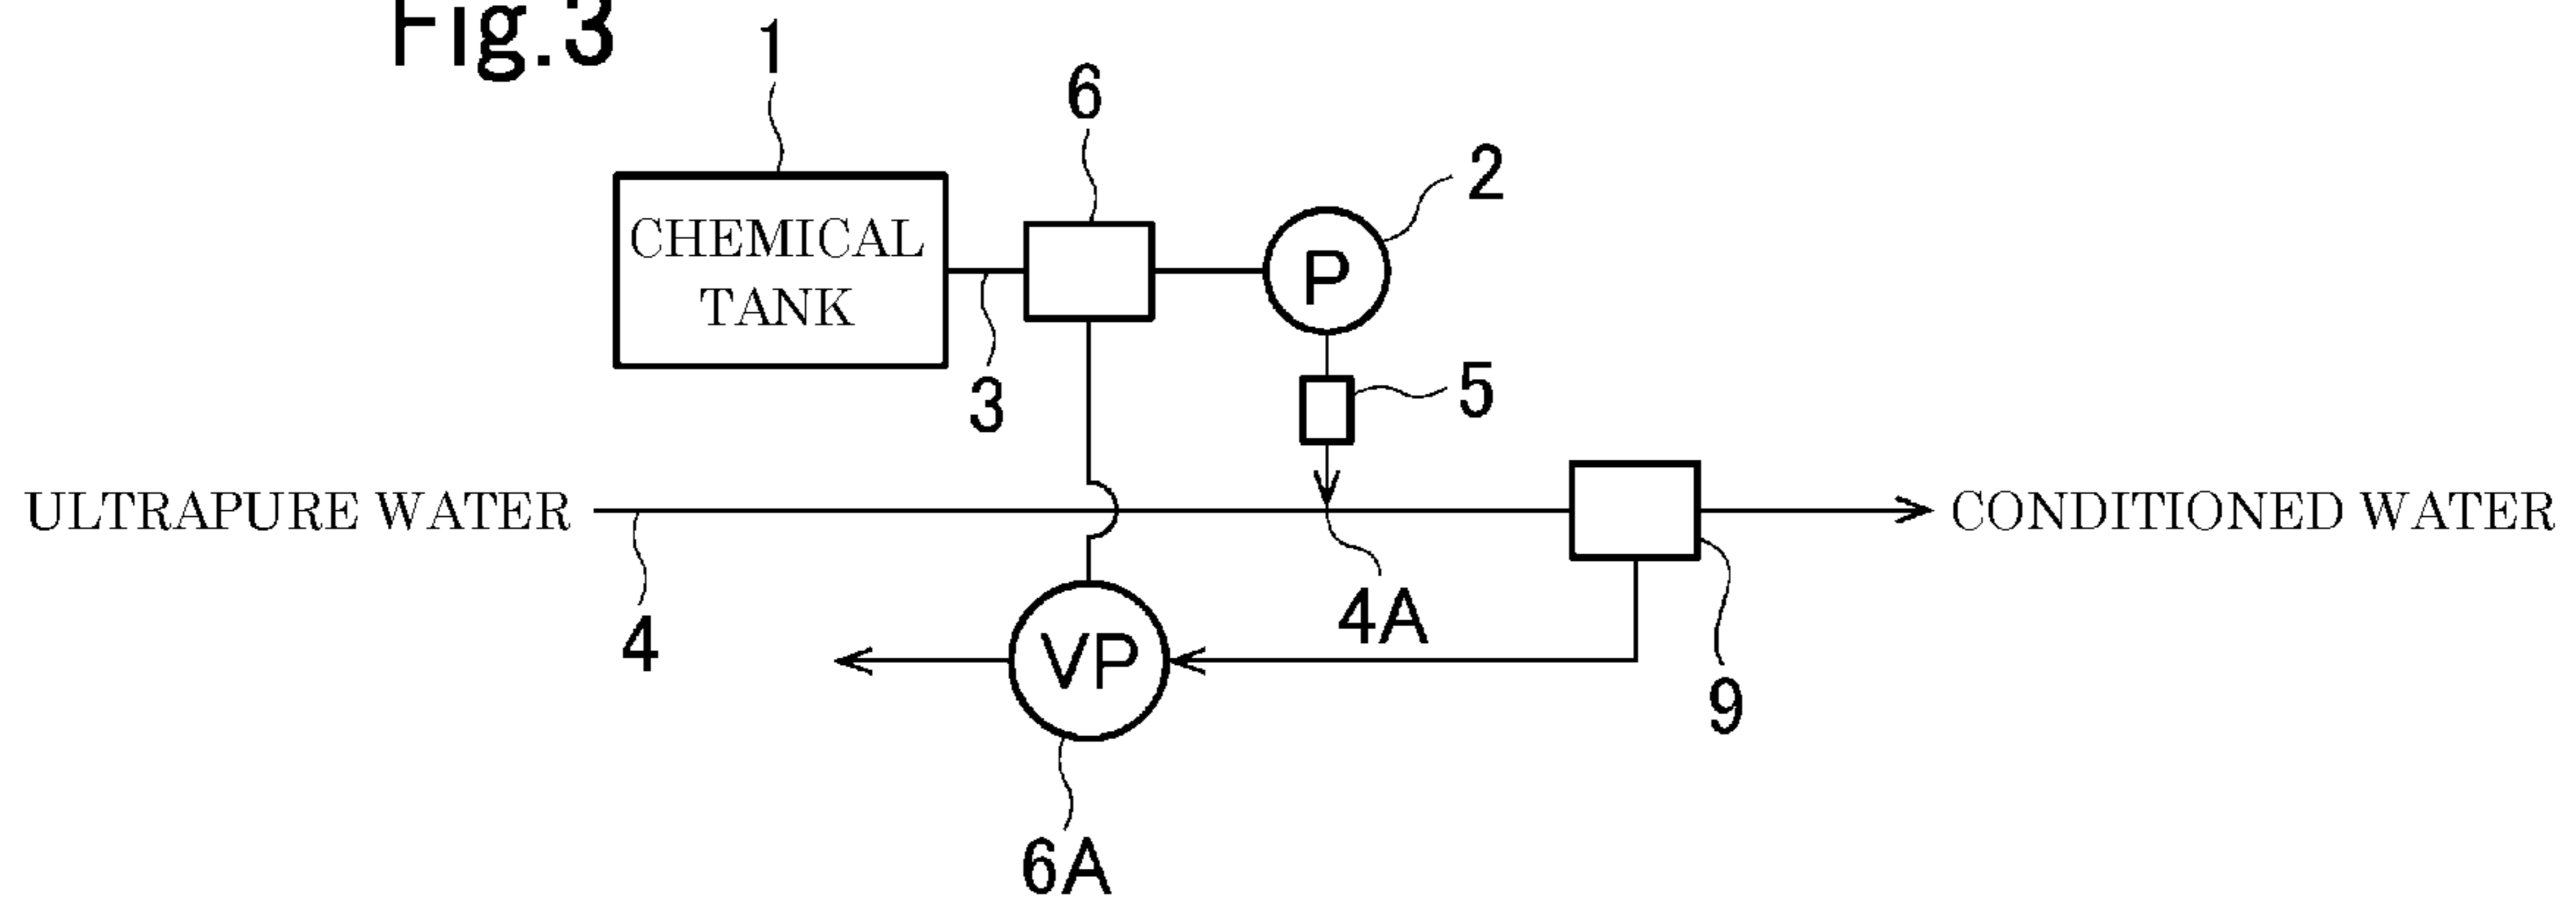 Fig.3
1
6
2
CHEMICAL
TANK
P
3
5
ULTRAPURE WATER
CONDITIONED WATER
4
4A
VP
9
6A